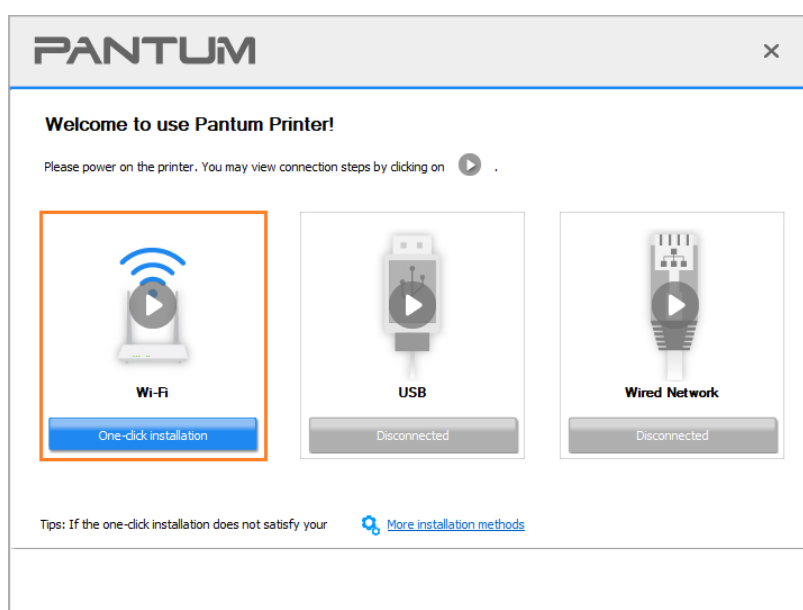 PANTUM
Welcome to use Pantum Printer!
Please power on the printer. You may view connection steps by clicking on .
Wi-Fi
USB
Wired Network
One-click installation
Disconnected
Disconnected
Tips: If the one-click installation does not satisfy your
More installation methods